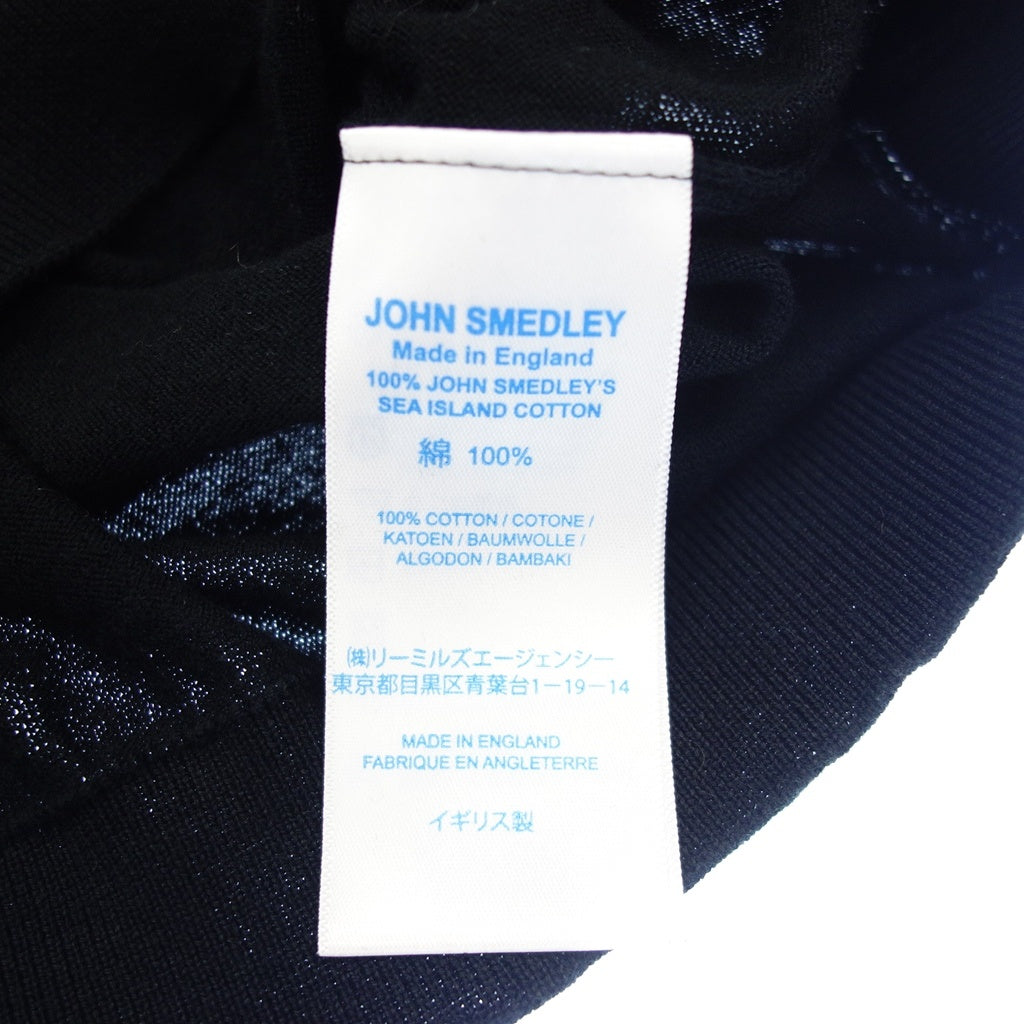 JOHN SMEDLEY
Made in England
100% JOHN SMEDLEY'S
SEA ISLAND COTTON
綿 100%
100% COTTON / COTONE /
KATOEN / BAUMWOLLE /
ALGODON / BAMBAKI
㈱リーミルズエージェンシー
東京都目黒区青葉台1－19－14
MADE IN ENGLAND
FABRIQUE EN ANGLETERRE
イギリス製